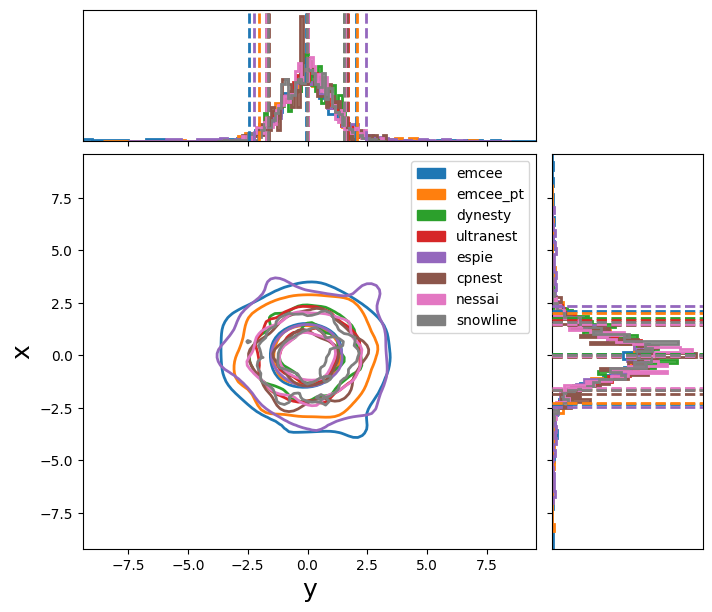 emcee
emcee_pt
dynesty
ultranest
espie
cpnest
nessai
snowline
7.5
5.0
2.5
0.0
−2.5
−5.0
−7.5
x
−7.5 −5.0 −2.5 0.0 2.5 5.0 7.5
y